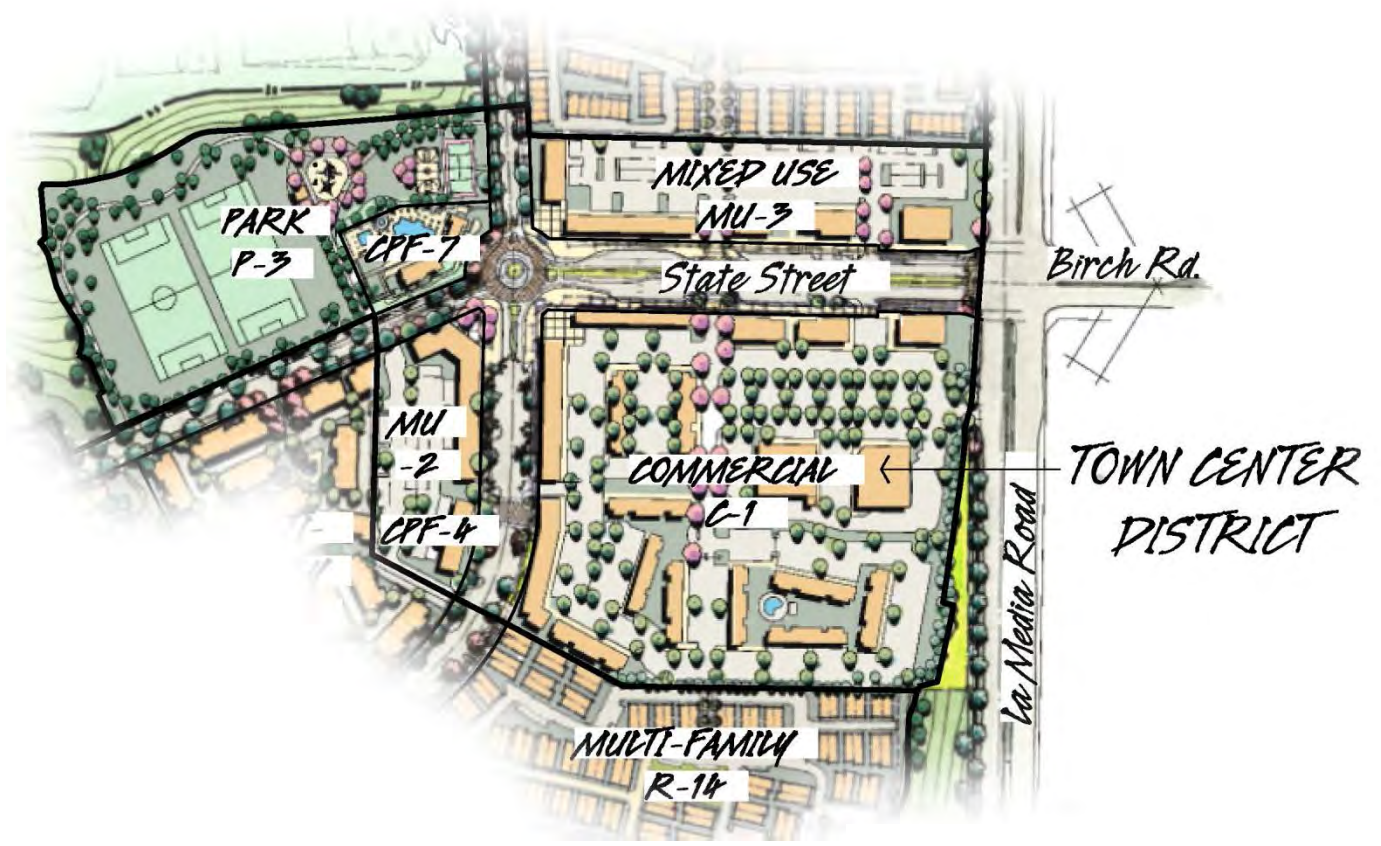 MIXED USE
MU-3
PARK
P-3
CPF-7
State Street
Birch Rd.
MU
-2
COMMERCIAL
C-1
CPF-4
TOWN CENTER
DISTRICT
La Media Road
MULTI-FAMILY
R-14